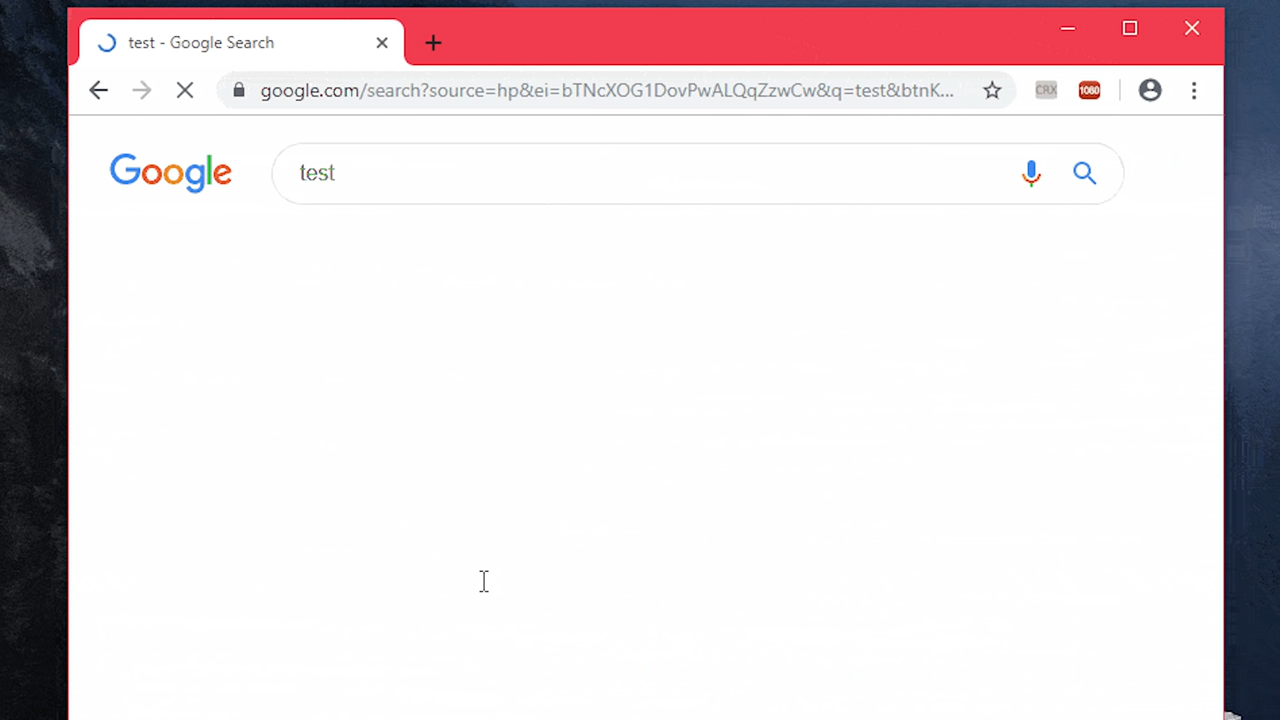 test - Google Search
google.com/search?source=hp&ei=bTNcXOG1DovPwALQqZzwCw&q=test&btnK...
CRX
1080
Google
test